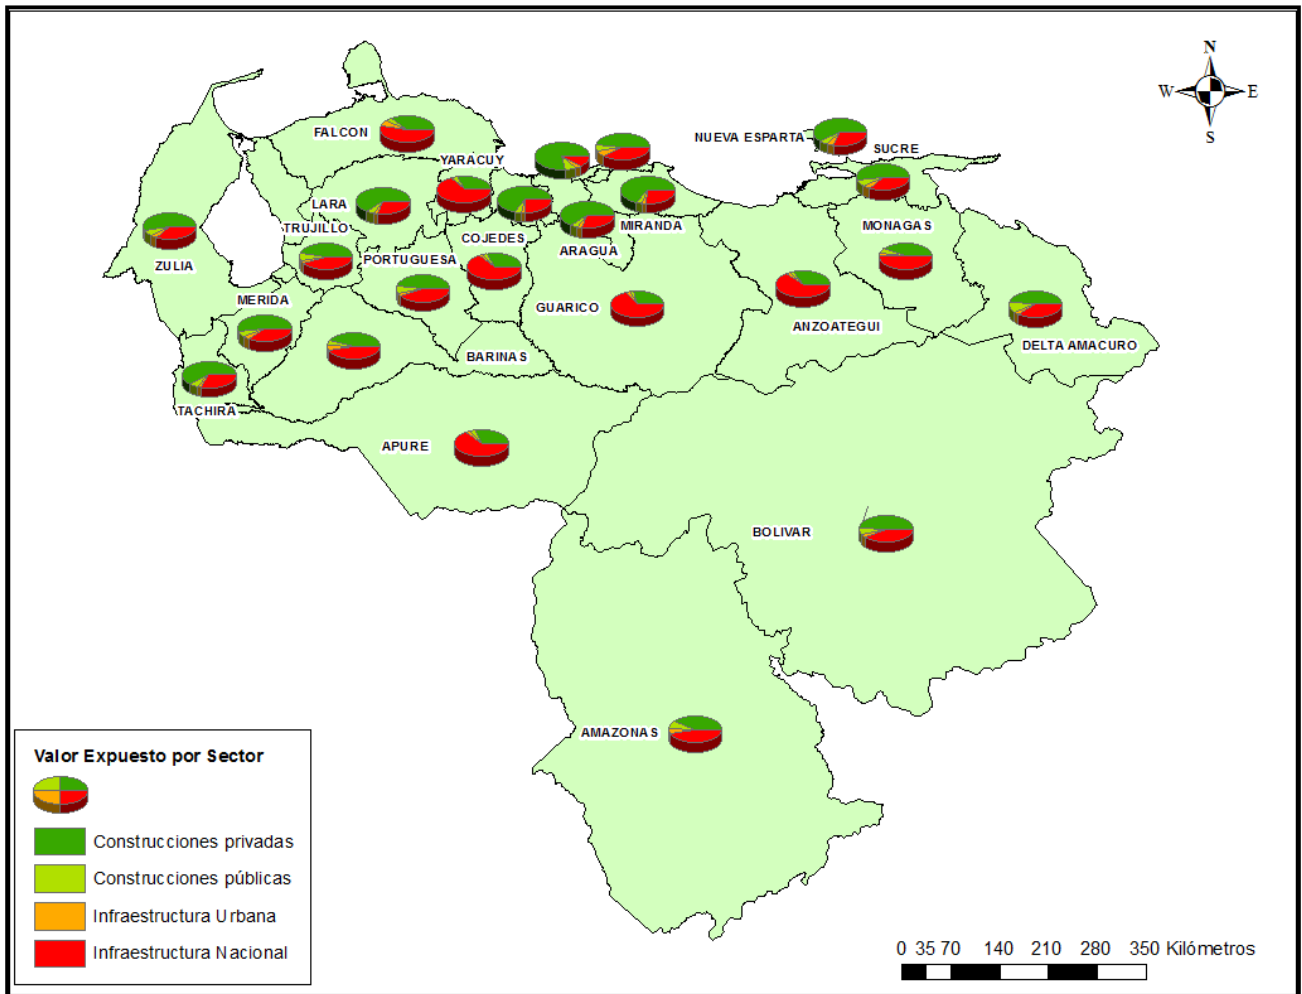 N
W E
S
FALCON
NUEVA ESPARTA
SUCRE
YARACUY
LARA
TRUJILLO
MIRANDA
MONAGAS
COJEDES
ARAGUA
PORTUGUESA
ZULIA
MERIDA
GUARICO
ANZOATEGUI
DELTA AMACURO
BARINAS
TACHIRA
APURE
BOLIVAR
AMAZONAS
Valor Expuesto por Sector
Construcciones privadas
Construcciones públicas
Infraestructura Urbana
Infraestructura Nacional
0 35 70 140 210 280 350 Kilómetros